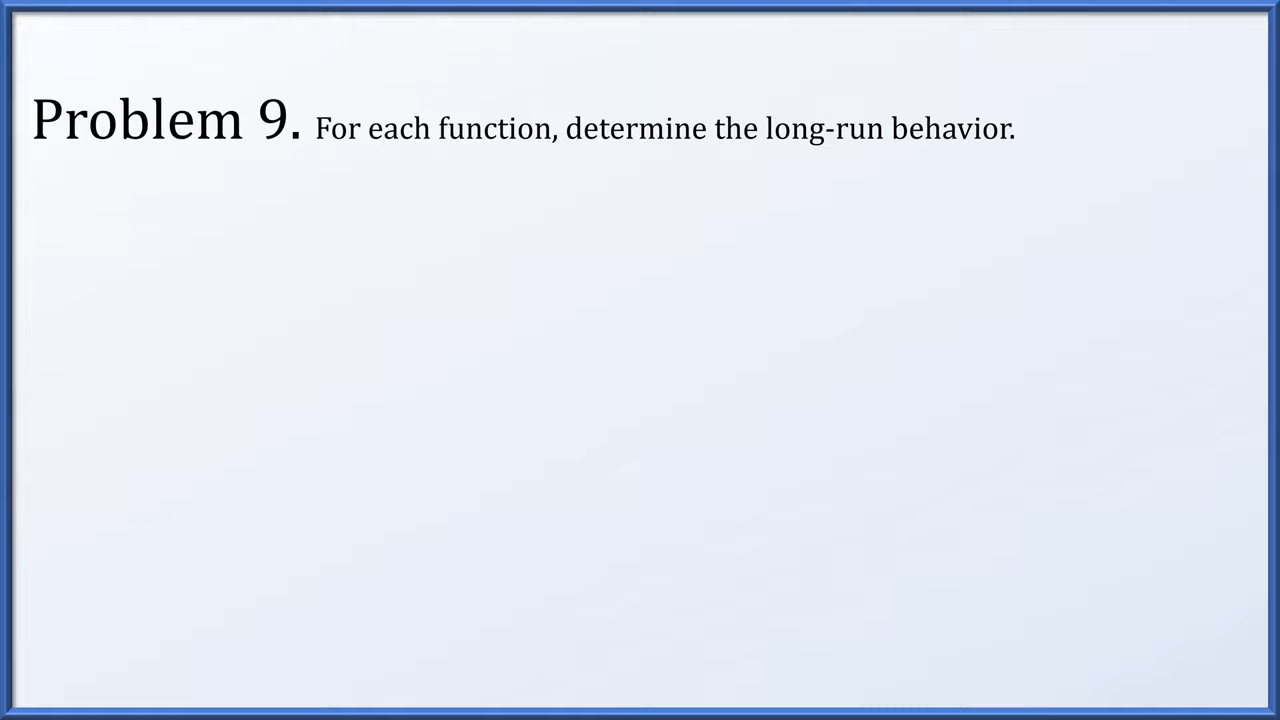 Problem 9. For each function, determine the long-run behavior.